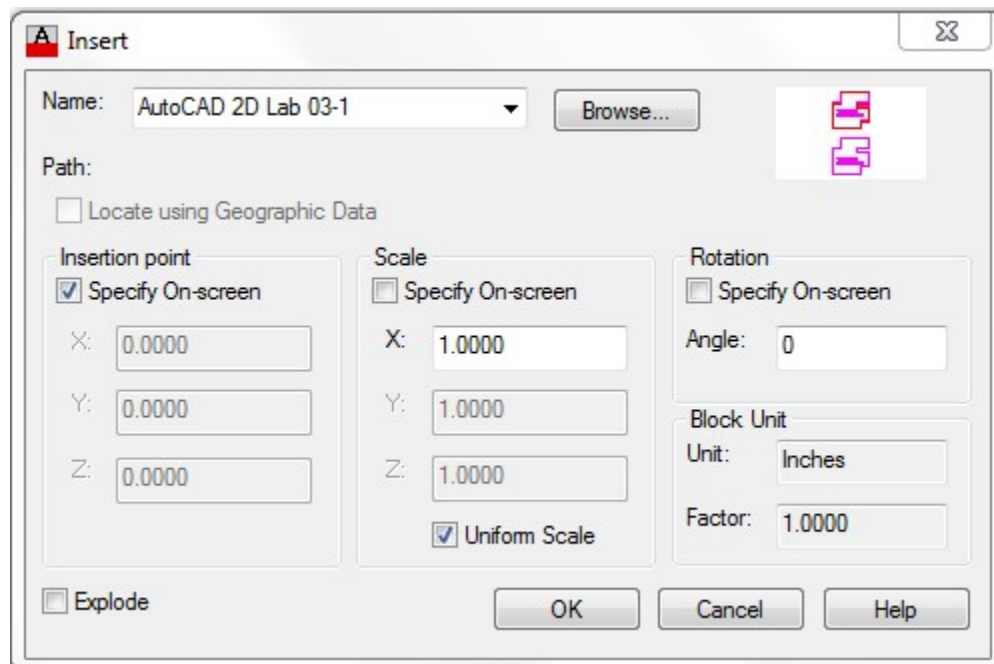 A Insert
Name: AutoCAD 2D Lab 03-1 Browse...
Path:
Locate using Geographic Data
Insertion point
Specify On-screen
X: 0.0000
Y: 0.0000
Z: 0.0000
Scale
Specify On-screen
X: 1.0000
Y: 1.0000
Z: 1.0000
Uniform Scale
Rotation
Specify On-screen
Angle: 0
Block Unit
Unit: Inches
Factor: 1.0000
Explode
OK Cancel Help